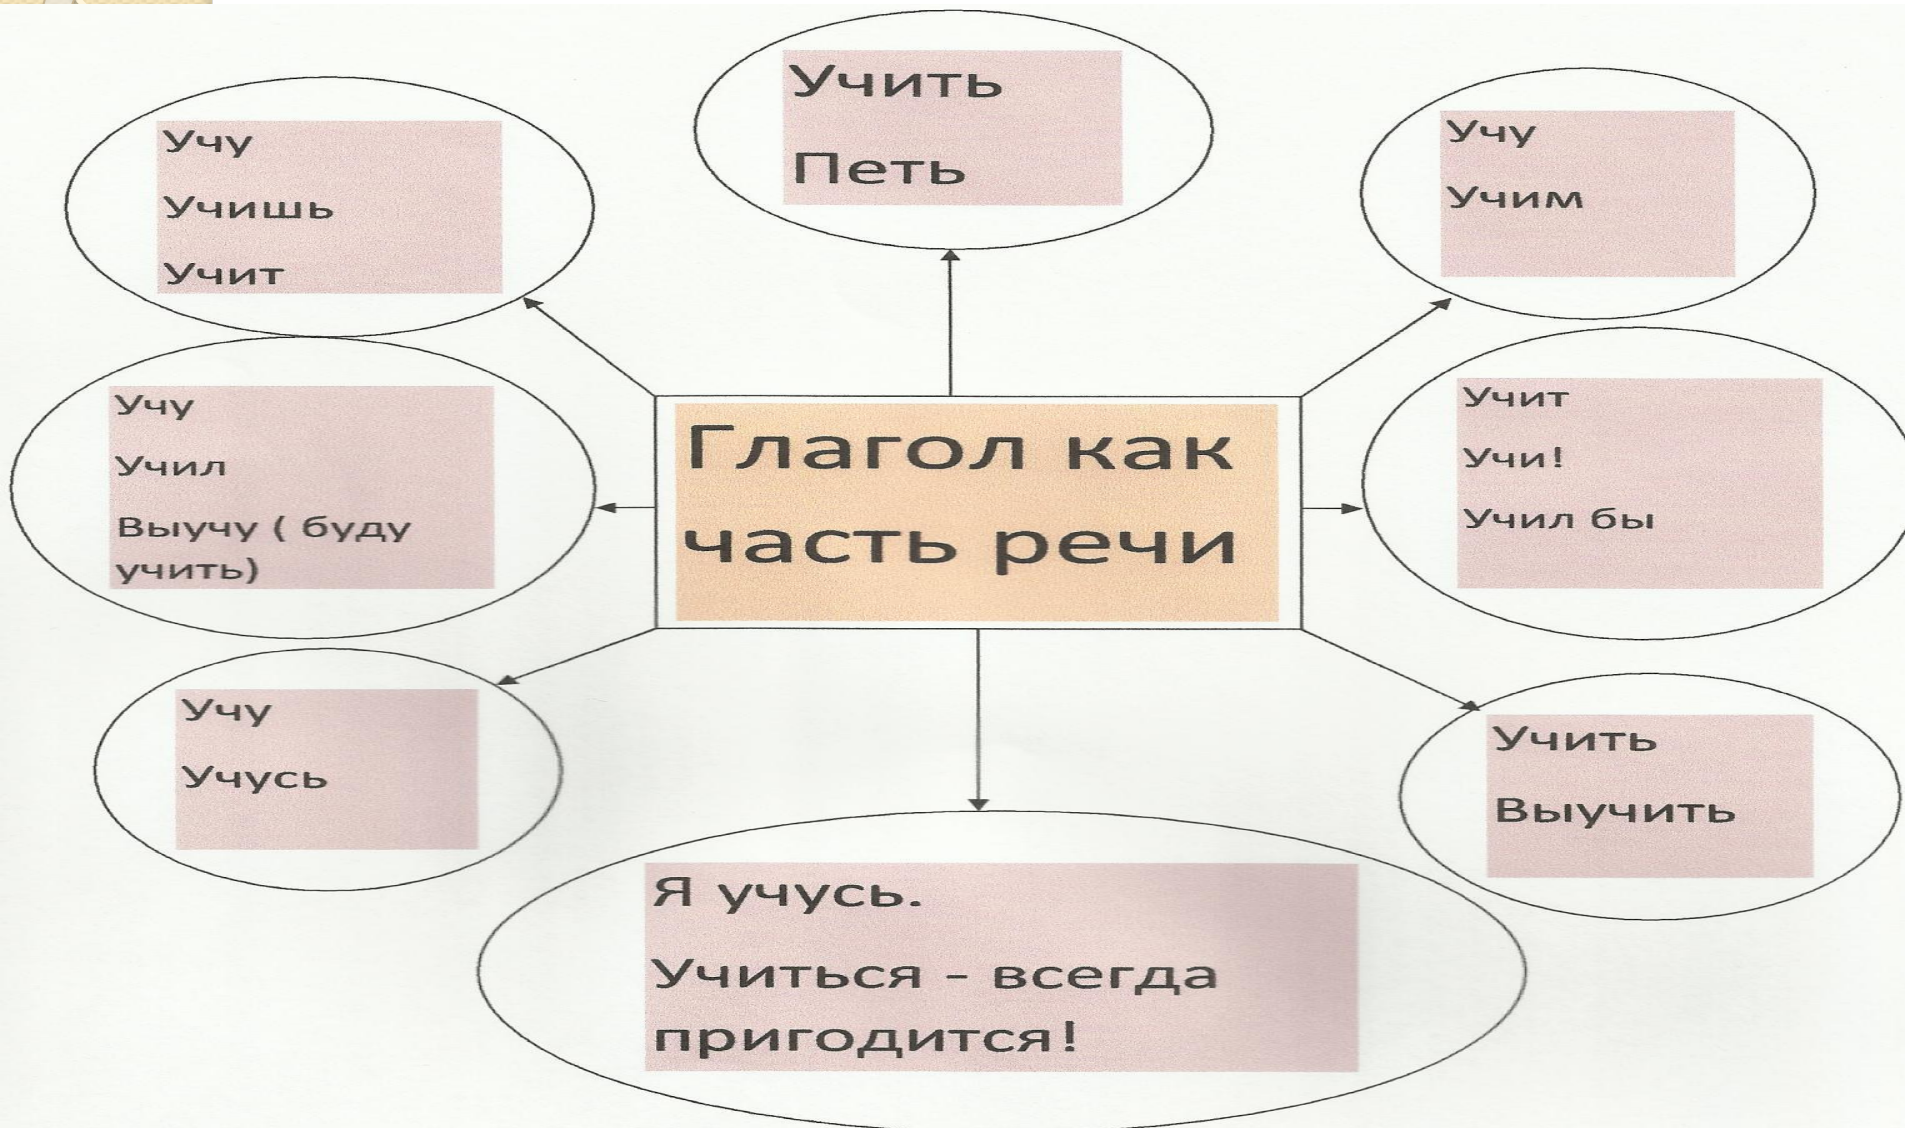 Учить
Петь
Учу
Учишь
Учит
Учу
Учим
Учу
Учил
Выучу ( буду
учить)
Глагол как
часть речи
Учит
Учи!
Учил бы
Учу
Учусь
Учить
Выучить
Я учусь.
Учиться - всегда
пригодится!